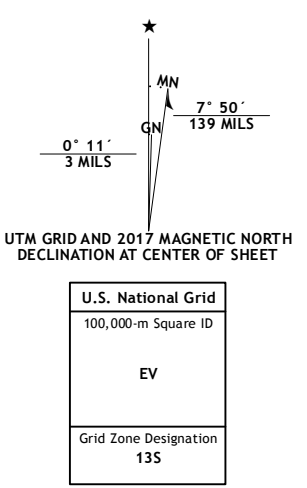 ★
MN
7° 50´
139 MILS
GN
0° 11´
3 MILS
UTM GRID AND 2017 MAGNETIC NORTH
DECLINATION AT CENTER OF SHEET
U.S. National Grid
100,000-m Square ID
EV
Grid Zone Designation
13S